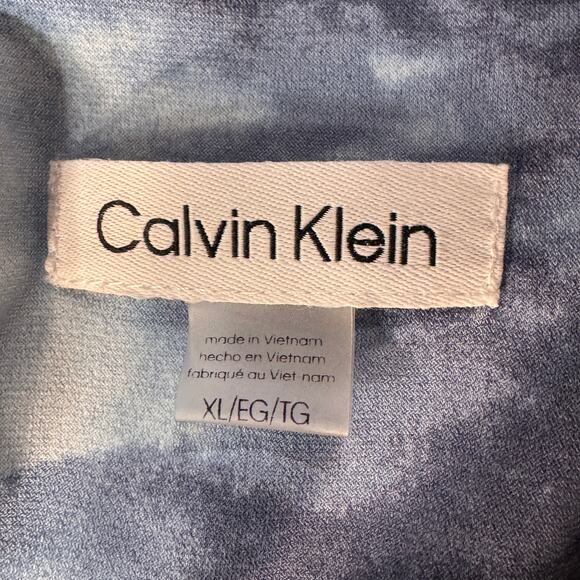 Calvin Klein
made in Vietnam
hecho en Vietnam
fabriqué au Viet nam
XL/EG/TG